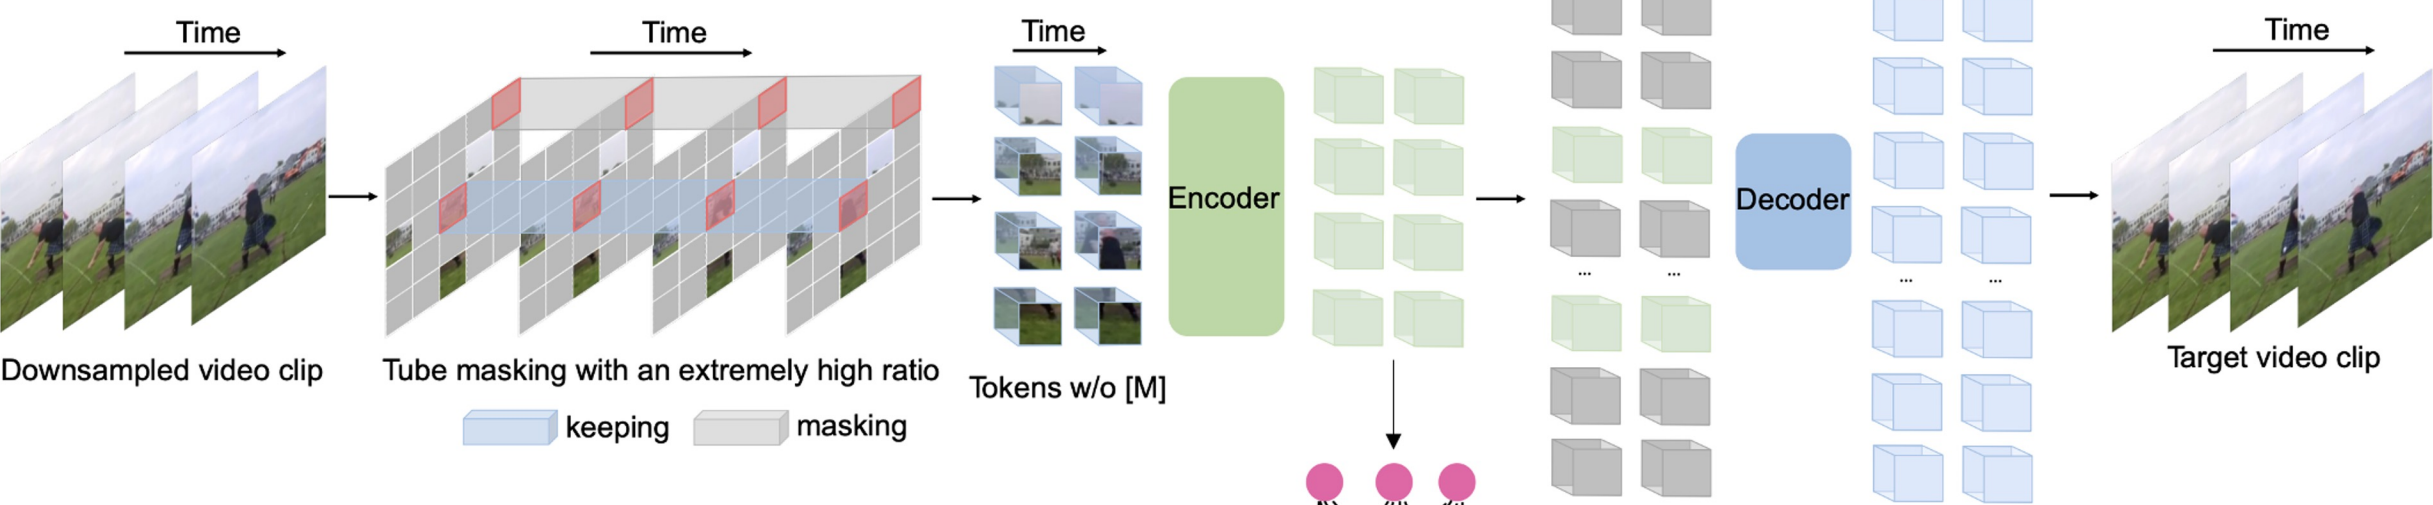 Time
Time
Time
Time
Encoder
Decoder
...
...
...
...
Downsampled video clip
Tube masking with an extremely high ratio
Tokens w/o [M]
Target video clip
keeping
masking